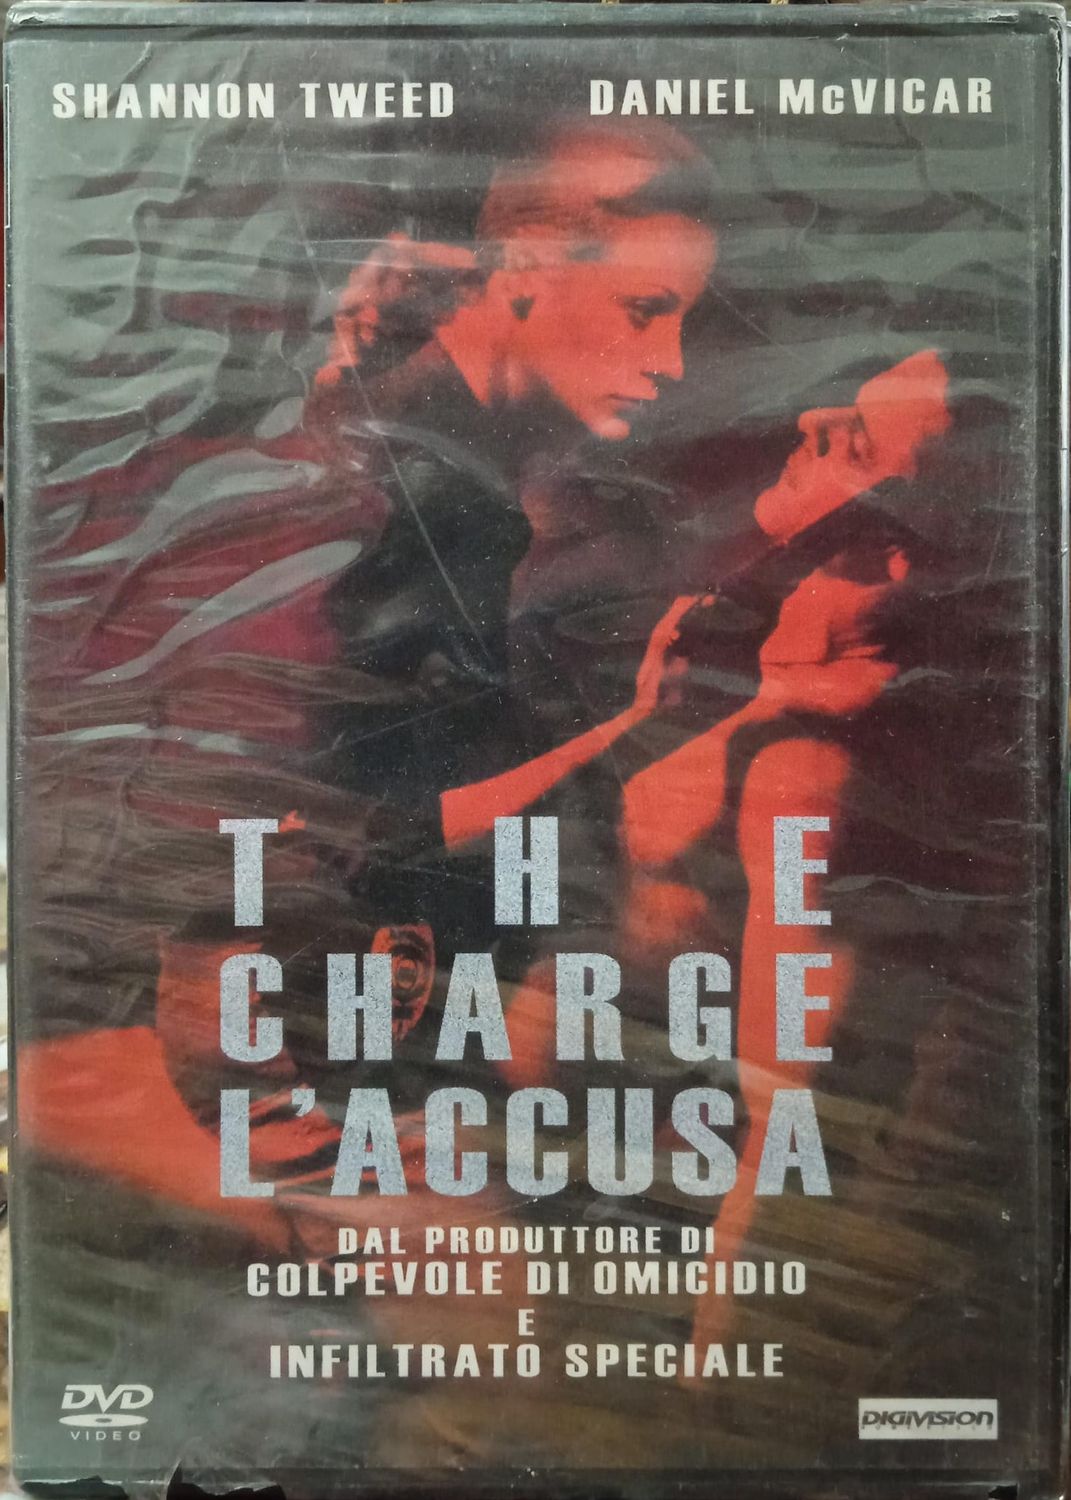 SHANNON TWEED
DANIEL McVICAR
THE
CHARGE
L'ACCUSA
DAL PRODUTTORE DI
COLPEVOLE DI OMICIDIO
E
INFILTRATO SPECIALE
DVD
VIDEO
DIGIVISION